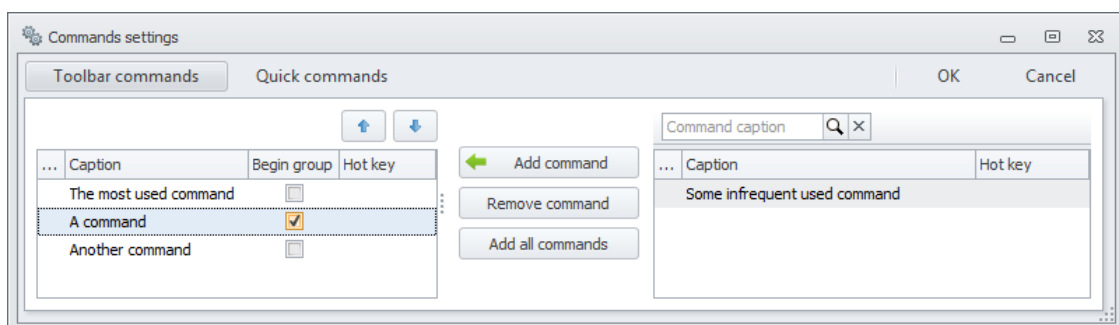 Commands settings
Toolbar commands Quick commands OK Cancel
Command caption
... Caption Begin group Hot key
The most used command
A command
Another command
Add command
Remove command
Add all commands
... Caption Hot key
Some infrequent used command